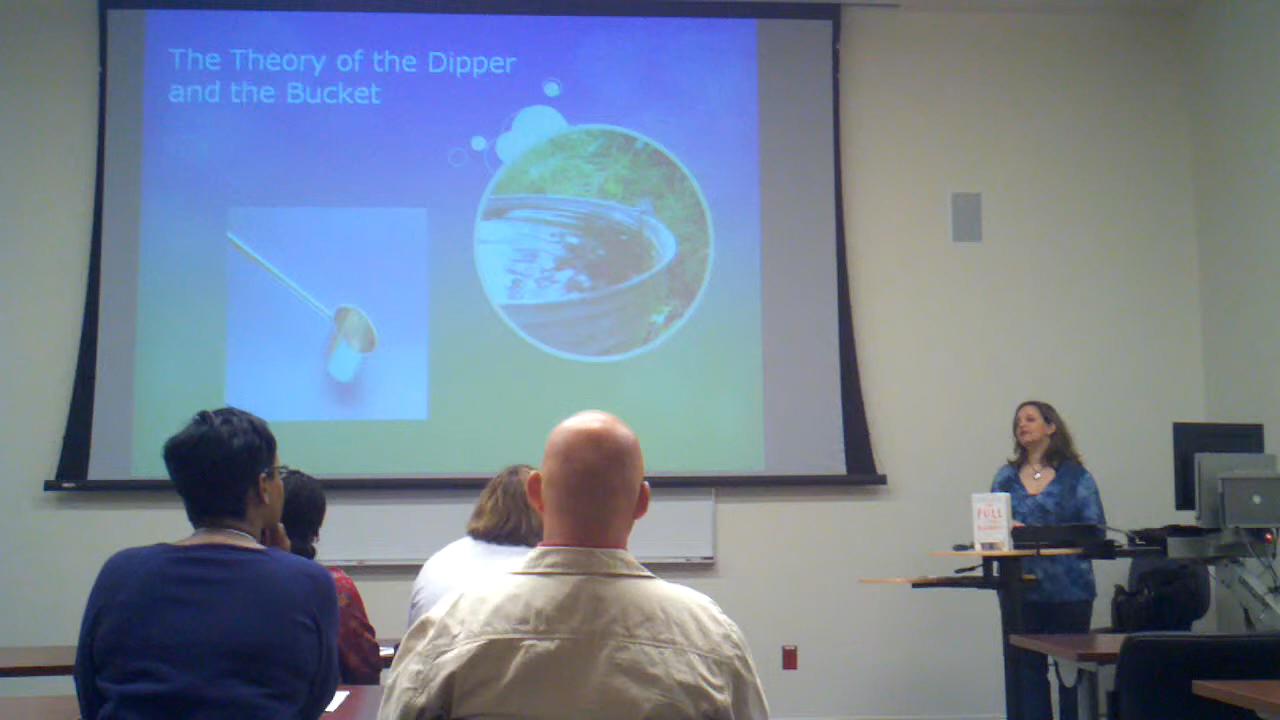 The Theory of the Dipper
and the Bucket
FULL